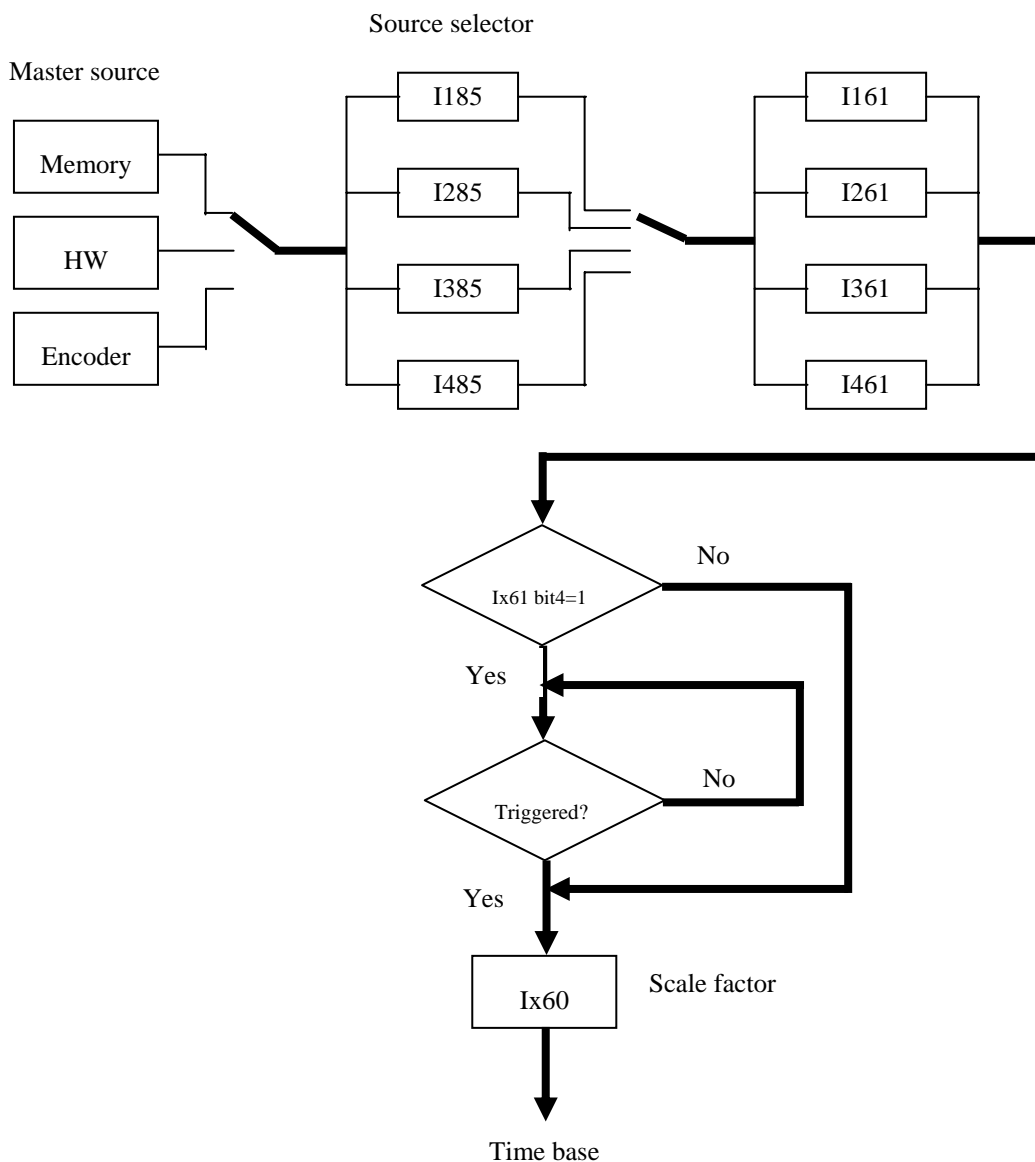 Source selector
Master source
Memory
HW
Encoder
I185
I285
I385
I485
I161
I261
I361
I461
Ix61 bit4=1
No
Yes
Triggered?
No
Yes
Ix60
Scale factor
Time base